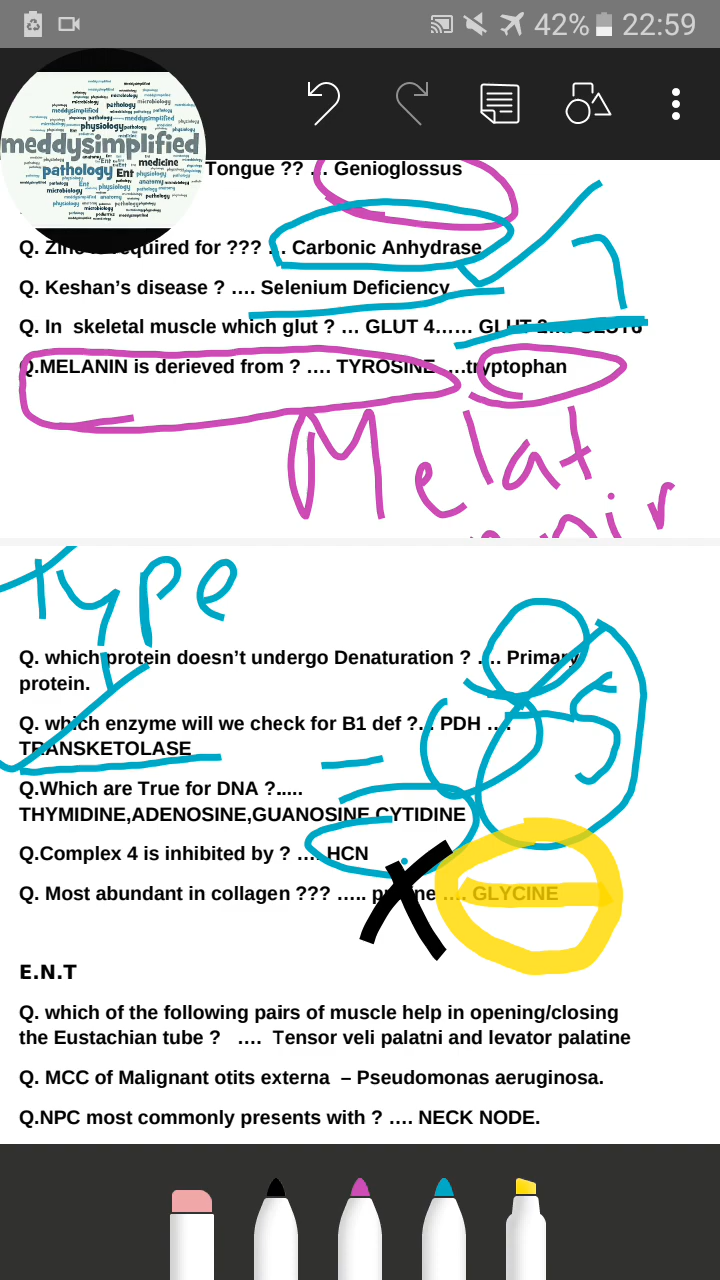 42% 22:59
meddysimplified
pathology Ent medicine
physiology
Tongue ?? … Genioglossus
Q. Zinc is required for ??? … Carbonic Anhydrase
Q. Keshan's disease ? …. Selenium Deficiency
Q. In skeletal muscle which glut ? … GLUT 4…… GLUT 2
Q.MELANIN is derieved from ? …. TYROSINE ….tryptophan
Melat
Type
Q. which protein doesn't undergo Denaturation ? …. Primary
protein.
Q. which enzyme will we check for B1 def ?.. PDH ….
TRANSKETOLASE
Q.Which are True for DNA ?.....
THYMIDINE,ADENOSINE,GUANOSINE CYTIDINE
Q.Complex 4 is inhibited by ? …. HCN
Q. Most abundant in collagen ??? ….. …. GLYCINE
E.N.T
Q. which of the following pairs of muscle help in opening/closing
the Eustachian tube ? …. Tensor veli palatni and levator palatine
Q. MCC of Malignant otits externa – Pseudomonas aeruginosa.
Q.NPC most commonly presents with ? …. NECK NODE.